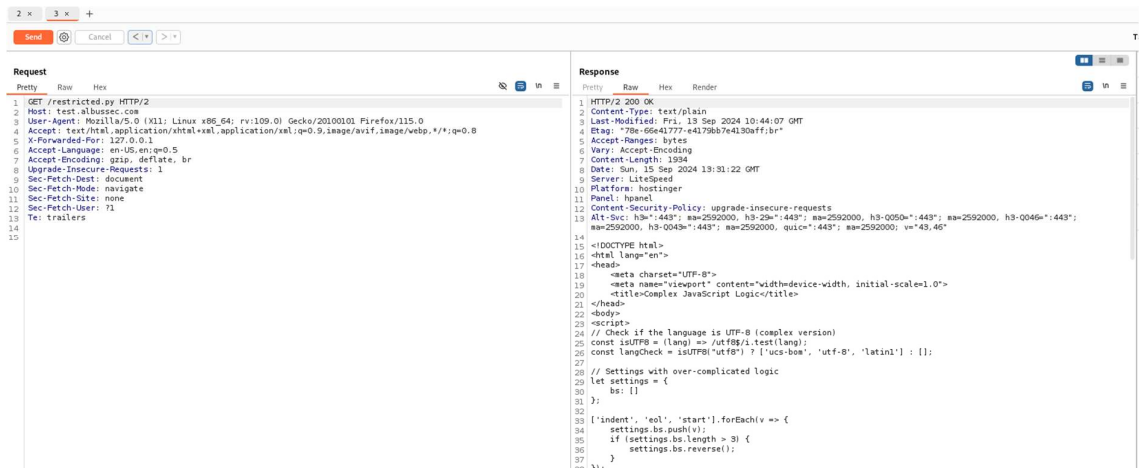 2 × 3 × +
Send Cancel < > T
Request
Pretty Raw Hex \n
1 GET /restricted.py HTTP/2
2 Host: test.albussec.com
3 User-Agent: Mozilla/5.0 (X11; Linux x86_64; rv:109.0) Gecko/20100101 Firefox/115.0
4 Accept: text/html,application/xhtml+xml,application/xml;q=0.9,image/avif,image/webp,*/*;q=0.8
5 X-Forwarded-For: 127.0.0.1
6 Accept-Language: en-US,en;q=0.5
7 Accept-Encoding: gzip, deflate, br
8 Upgrade-Insecure-Requests: 1
9 Sec-Fetch-Dest: document
10 Sec-Fetch-Mode: navigate
11 Sec-Fetch-Site: none
12 Sec-Fetch-User: ?1
13 Te: trailers
14
15
Response
Pretty Raw Hex Render \n
1 HTTP/2 200 OK
2 Content-Type: text/plain
3 Last-Modified: Fri, 13 Sep 2024 10:44:07 GMT
4 Etag: "78e-66e41777-e4179bb7e4130aff;br"
5 Accept-Ranges: bytes
6 Vary: Accept-Encoding
7 Content-Length: 1934
8 Date: Sun, 15 Sep 2024 13:31:22 GMT
9 Server: LiteSpeed
10 Platform: hostinger
11 Panel: hpanel
12 Content-Security-Policy: upgrade-insecure-requests
13 Alt-Svc: h3=":443"; ma=2592000, h3-29=":443"; ma=2592000, h3-Q050=":443"; ma=2592000, h3-Q046=":443";
ma=2592000, h3-Q043=":443"; ma=2592000, quic=":443"; ma=2592000; v="43,46"
14
15 <!DOCTYPE html>
16 <html lang="en">
17 <head>
18 <meta charset="UTF-8">
19 <meta name="viewport" content="width=device-width, initial-scale=1.0">
20 <title>Complex JavaScript Logic</title>
21 </head>
22 <body>
23 <script>
24 // Check if the language is UTF-8 (complex version)
25 const isUTF8 = (lang) => /utf8$/i.test(lang);
26 const langCheck = isUTF8("utf8") ? ['ucs-bom', 'utf-8', 'latin1'] : [];
27
28 // Settings with over-complicated logic
29 let settings = {
30 bs: []
31 };
32
33 ['indent', 'eol', 'start'].forEach(v => {
34 settings.bs.push(v);
35 if (settings.bs.length > 3) {
36 settings.bs.reverse();
37 }